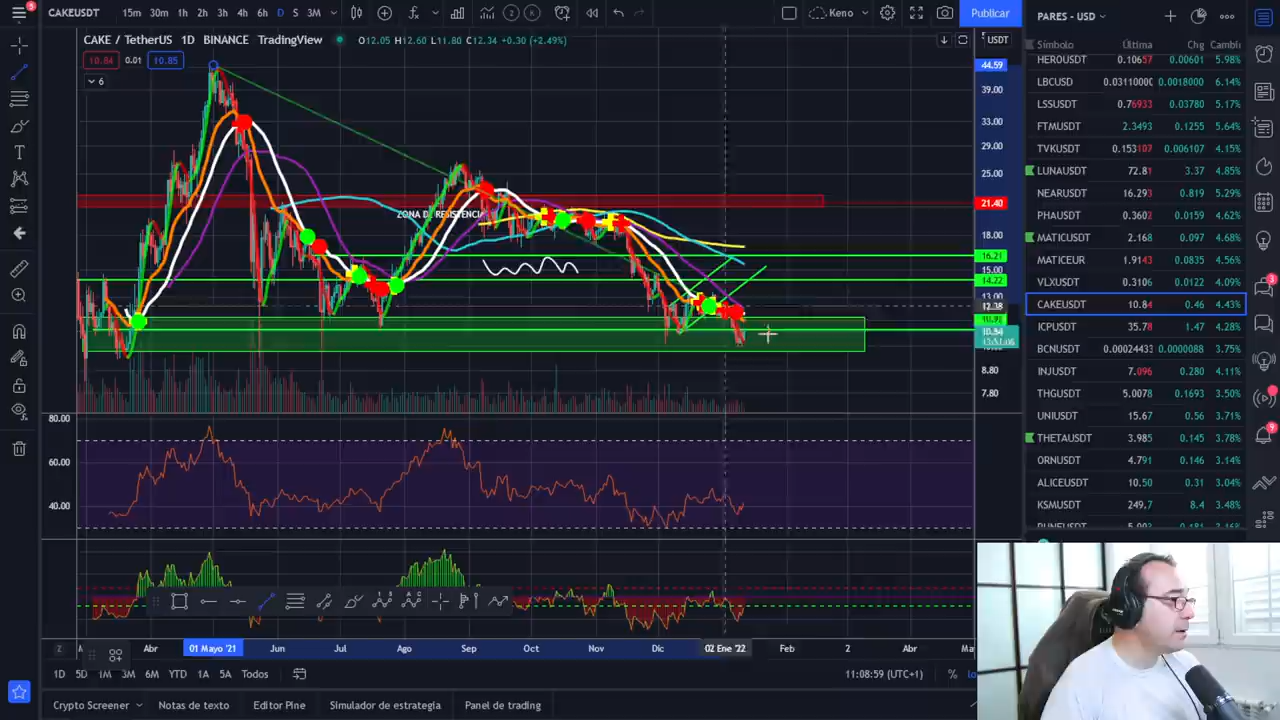 CAKEUSDT 15m 30m 1h 2h 3h 4h 6h D S 3M Keno Publicar PARES - USD
CAKE / TetherUS 1D BINANCE TradingView O12.05 H12.60 L11.80 C12.34 +0.30 (+2.49%) USDT
10.84 0.01 10.85
6
ZONA DE RESISTENCIA
44.59
39.00
33.00
29.00
25.00
21.40
18.00
16.21
15.00
14.22
13.00
12.38
8.80
7.80
80.00
60.00
40.00
Símbolo Última Chg Cambi
HEROUSDT 0.10657 0.00601 5.98%
LBCUSD 0.0311000( 0.0018000 6.14%
LSSUSDT 0.76933 0.03780 5.17%
FTMUSDT 2.3493 0.1255 5.64%
TVKUSDT 0.153107 0.006107 4.15%
LUNAUSDT 72.81 3.37 4.85%
NEARUSDT 16.293 0.819 5.29%
PHAUSDT 0.3602 0.0159 4.62%
MATICUSDT 2.168 0.097 4.68%
MATICEUR 1.9143 0.0835 4.56%
VLXUSDT 0.3106 0.0122 4.09%
CAKEUSDT 10.84 0.46 4.43%
ICPUSDT 35.78 1.47 4.28%
BCNUSDT 0.00024433 0.0000088 3.75%
INJUSDT 7.096 0.280 4.11%
THGUSDT 5.0078 0.1693 3.50%
UNIUSDT 15.67 0.56 3.71%
THETAUSDT 3.985 0.145 3.78%
ORNUSDT 4.791 0.146 3.14%
ALICEUSDT 10.50 0.31 3.04%
KSMUSDT 249.7 8.4 3.48%
Abr 01 Mayo '21 Jun Jul Ago Sep Oct Nov Dic 02 Ene '22 Feb 2 Abr
1D 5D 1M 3M 6M YTD 1A 5A Todos 11:08:59 (UTC+1) % lo
Crypto Screener Notas de texto Editor Pine Simulador de estrategia Panel de trading